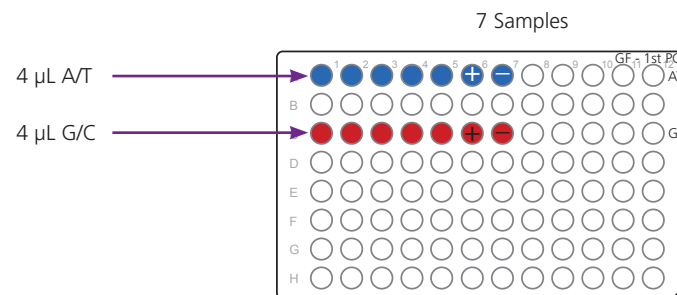 7 Samples
1 2 3 4 5 6 7 8 9 10 11 12
GF - 1st PC
4 µL A/T
+ −
A
B
4 µL G/C
+ −
G
D
E
F
G
H